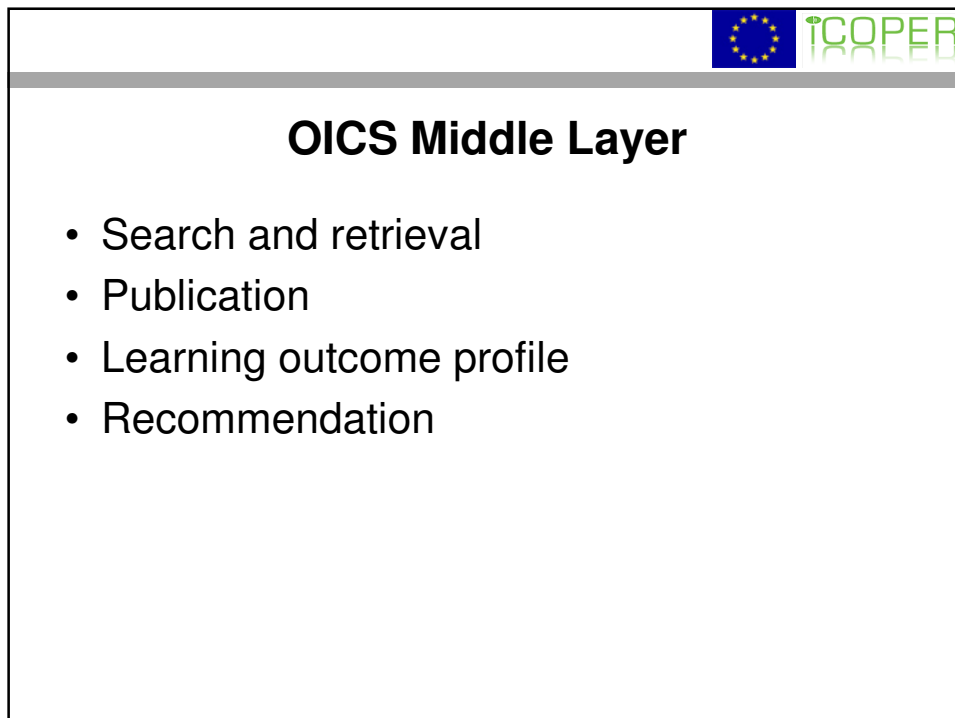 iCOPER
OICS Middle Layer
• Search and retrieval
• Publication
• Learning outcome profile
• Recommendation